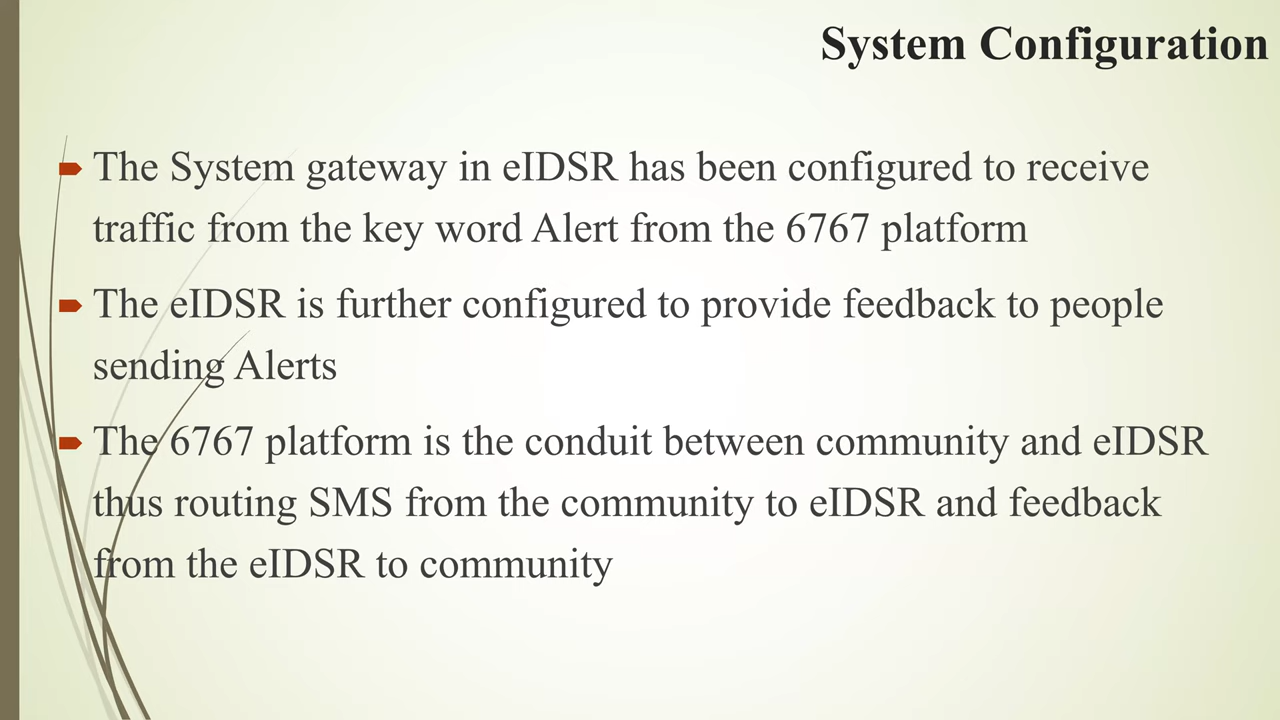 System Configuration
The System gateway in eIDSR has been configured to receive
traffic from the key word Alert from the 6767 platform
The eIDSR is further configured to provide feedback to people
sending Alerts
The 6767 platform is the conduit between community and eIDSR
thus routing SMS from the community to eIDSR and feedback
from the eIDSR to community